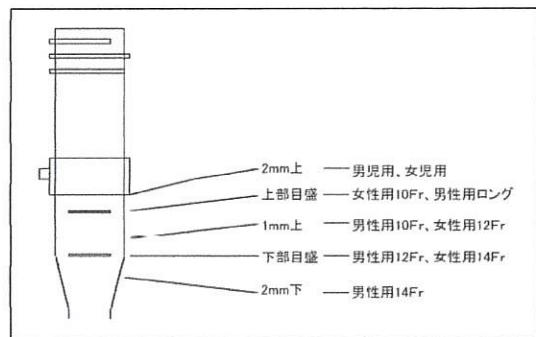 2mm上 男児用、女児用
上部目盛 女性用10Fr、男性用ロング
1mm上 男性用10Fr、女性用12Fr
下部目盛 男性用12Fr、女性用14Fr
2mm下 男性用14Fr